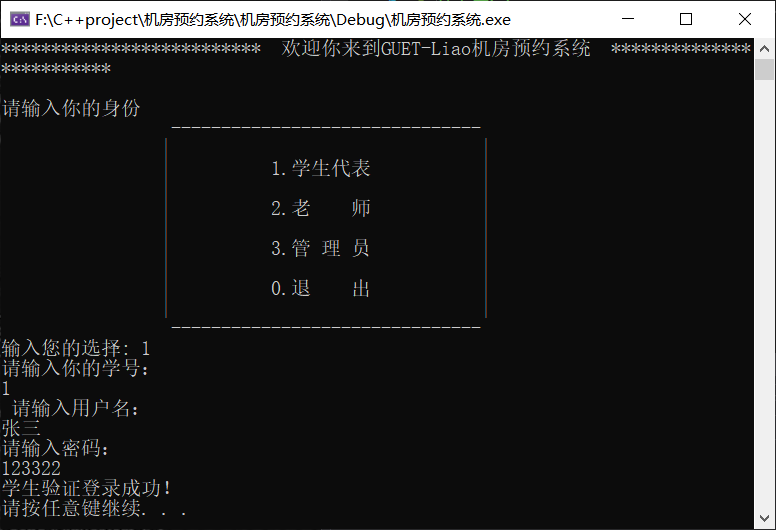 F:\C++project\机房预约系统\机房预约系统\Debug\机房预约系统.exe
**************************  欢迎你来到GUET-Liao机房预约系统  **************
***********
请输入你的身份
-------------------------------
|                               |
1.学生代表
2.老    师
3.管 理 员
0.退    出
-------------------------------
输入您的选择: 1
请输入你的学号:
1
请输入用户名:
张三
请输入密码:
123322
学生验证登录成功!
请按任意键继续. . .